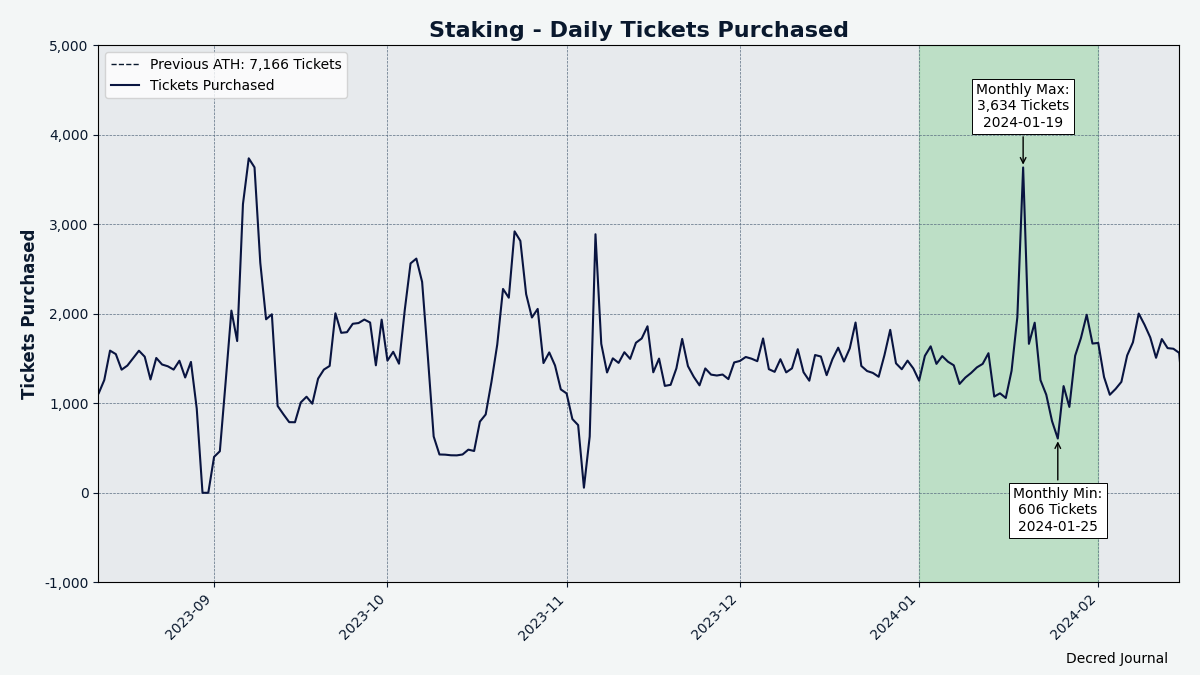 Staking - Daily Tickets Purchased
Previous ATH: 7,166 Tickets
Tickets Purchased
Tickets Purchased
5,000
4,000
3,000
2,000
1,000
0
-1,000
Monthly Max:
3,634 Tickets
2024-01-19
Monthly Min:
606 Tickets
2024-01-25
2023-09
2023-10
2023-11
2023-12
2024-01
2024-02
Decred Journal